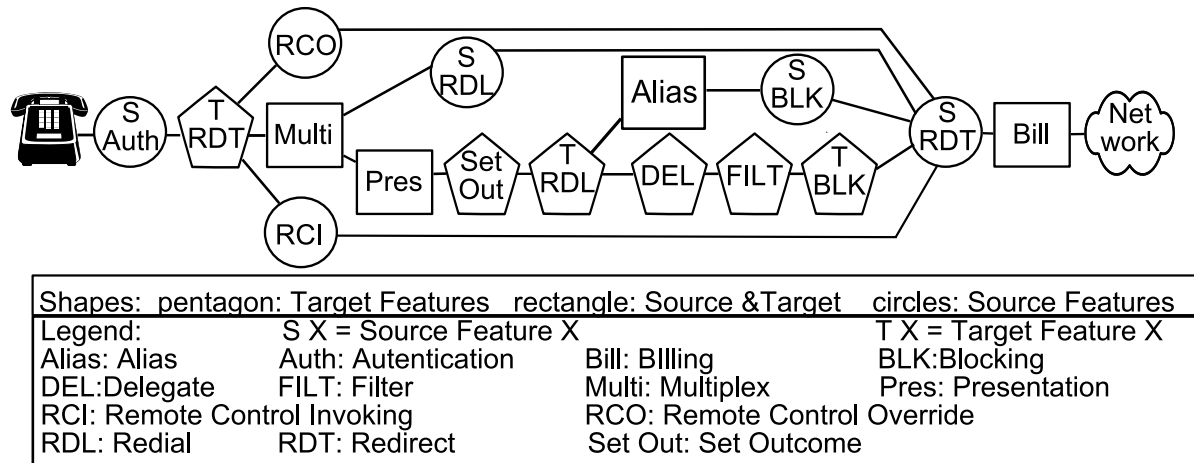 RCO
S
RDL
Alias
S
BLK
S
Auth
T
RDT
Multi
S
RDT
Bill
Net
work
Pres
Set
Out
T
RDL
DEL
FILT
T
BLK
RCI
Shapes: pentagon: Target Features rectangle: Source &Target circles: Source Features
Legend: S X = Source Feature X T X = Target Feature X
Alias: Alias Auth: Autentication Bill: BIlling BLK:Blocking
DEL:Delegate FILT: Filter Multi: Multiplex Pres: Presentation
RCI: Remote Control Invoking RCO: Remote Control Override
RDL: Redial RDT: Redirect Set Out: Set Outcome